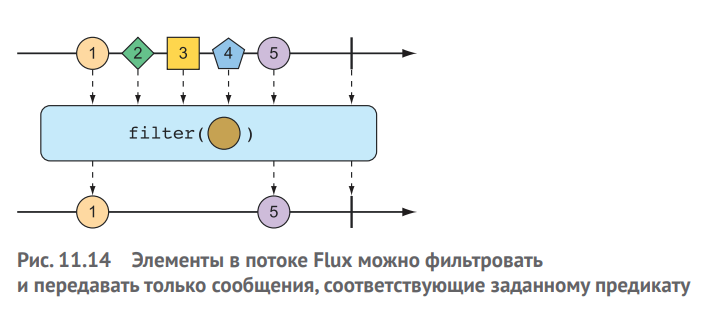 1 2 3 4 5
filter( )
1 5
Рис. 11.14 Элементы в потоке Flux можно фильтровать
и передавать только сообщения, соответствующие заданному предикату